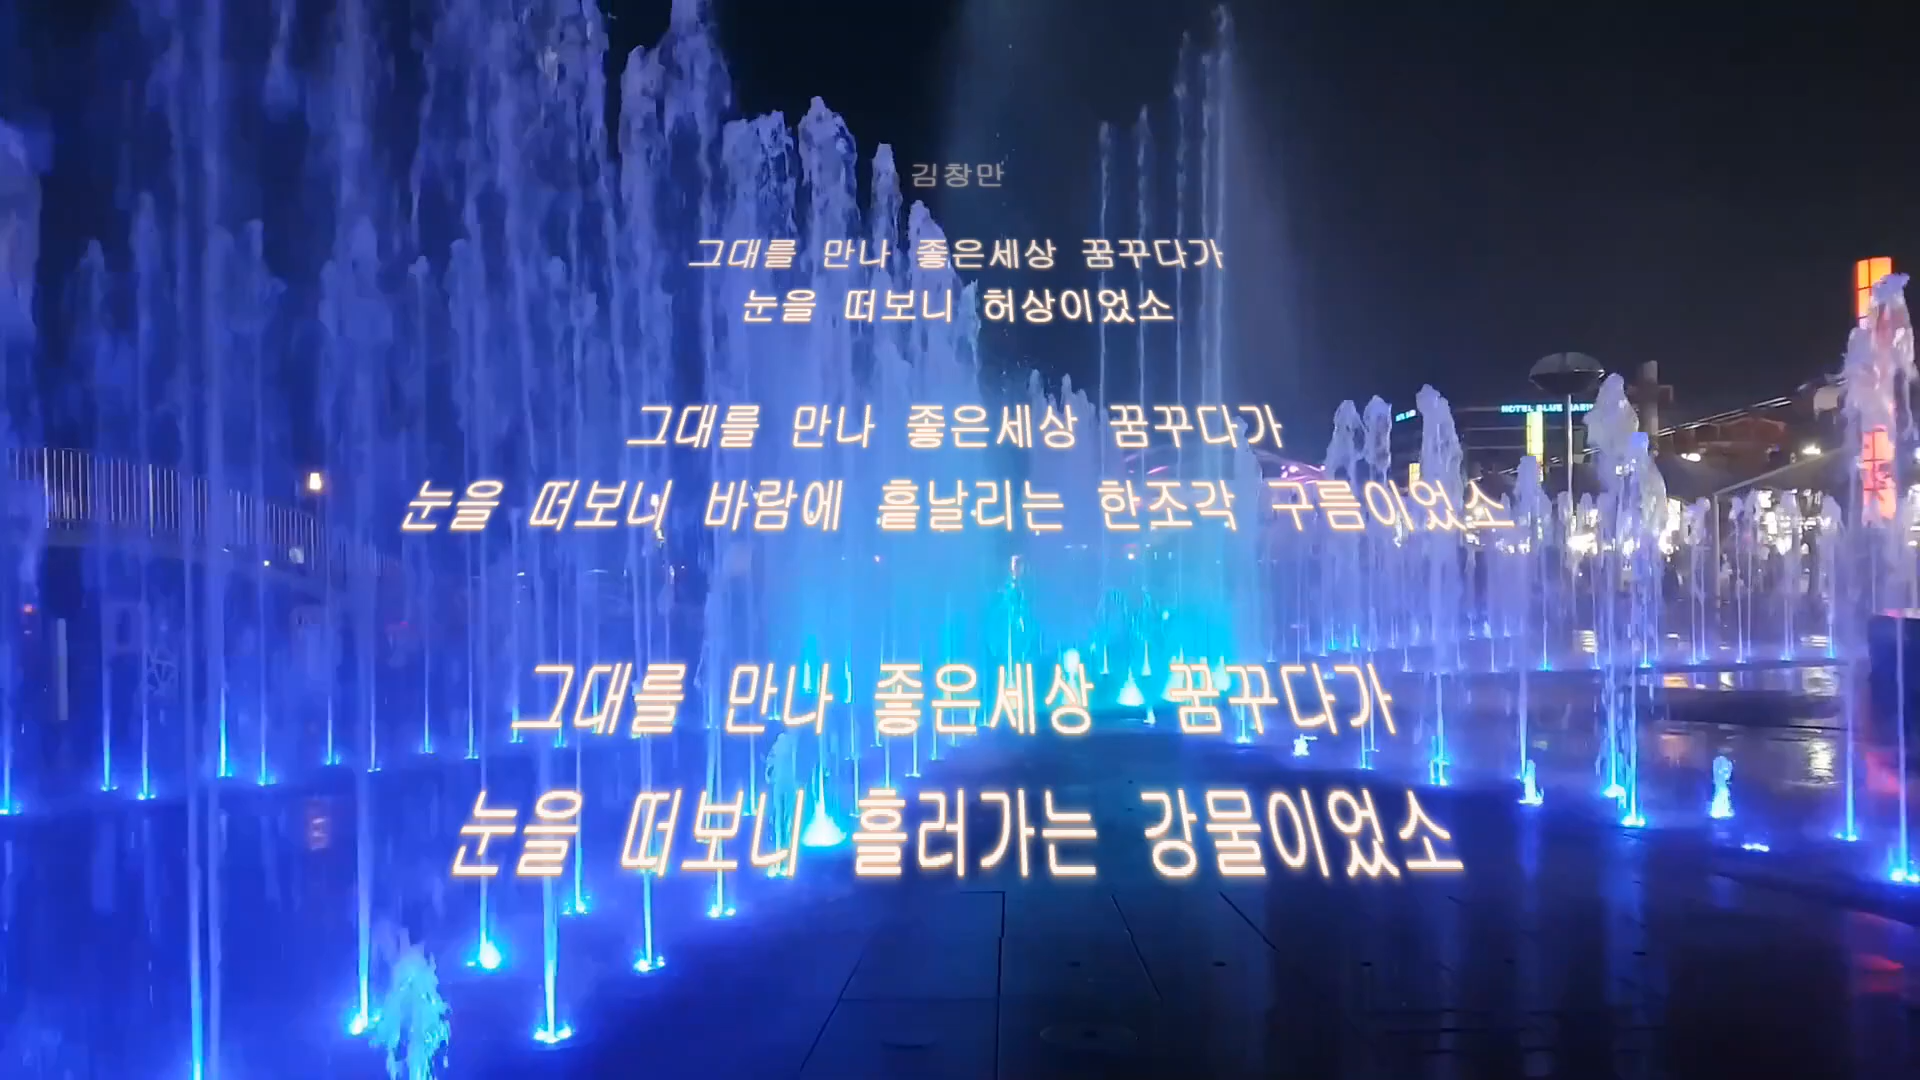 김창만
그대를 만나 좋은세상 꿈꾸다가
눈을 떠보니 허상이었소
그대를 만나 좋은세상 꿈꾸다가
눈을 떠보니 바람에 흩날리는 한조각 구름이었소
그대를 만나 좋은세상 꿈꾸다가
눈을 떠보니 흘러가는 강물이었소
HOTEL BLUE